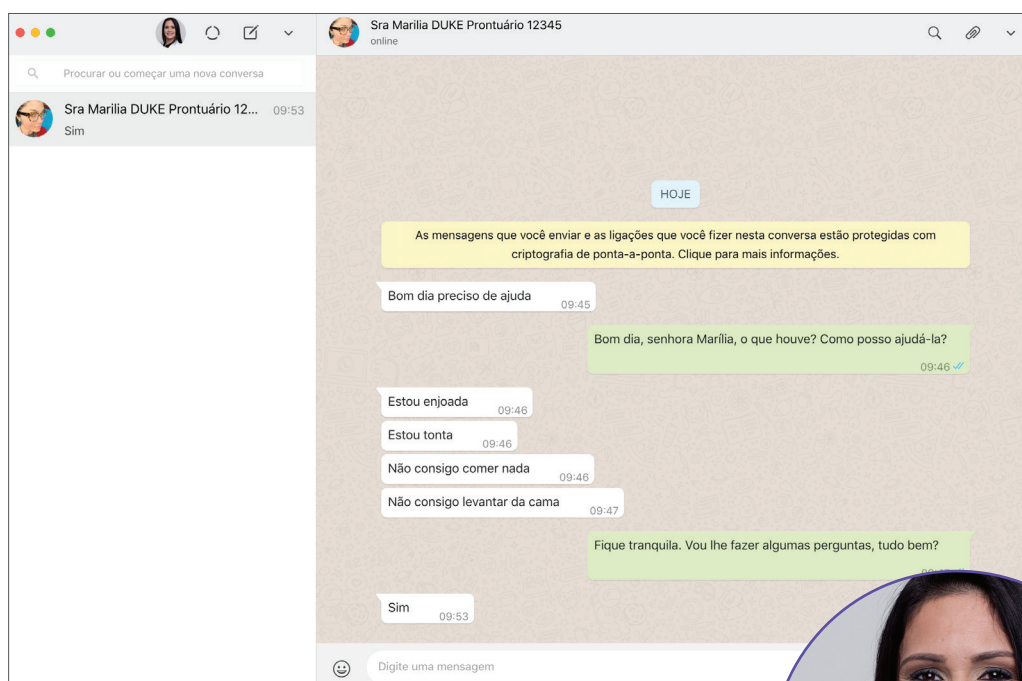 Sra Marilia DUKE Prontuário 12345
online
Procurar ou começar uma nova conversa
Sra Marilia DUKE Prontuário 12... 09:53
Sim
HOJE
As mensagens que você enviar e as ligações que você fizer nesta conversa estão protegidas com
criptografia de ponta-a-ponta. Clique para mais informações.
Bom dia preciso de ajuda 09:45
Bom dia, senhora Marília, o que houve? Como posso ajudá-la?
09:46
Estou enjoada 09:46
Estou tonta 09:46
Não consigo comer nada 09:46
Não consigo levantar da cama 09:47
Fique tranquila. Vou lhe fazer algumas perguntas, tudo bem?
Sim 09:53
Digite uma mensagem